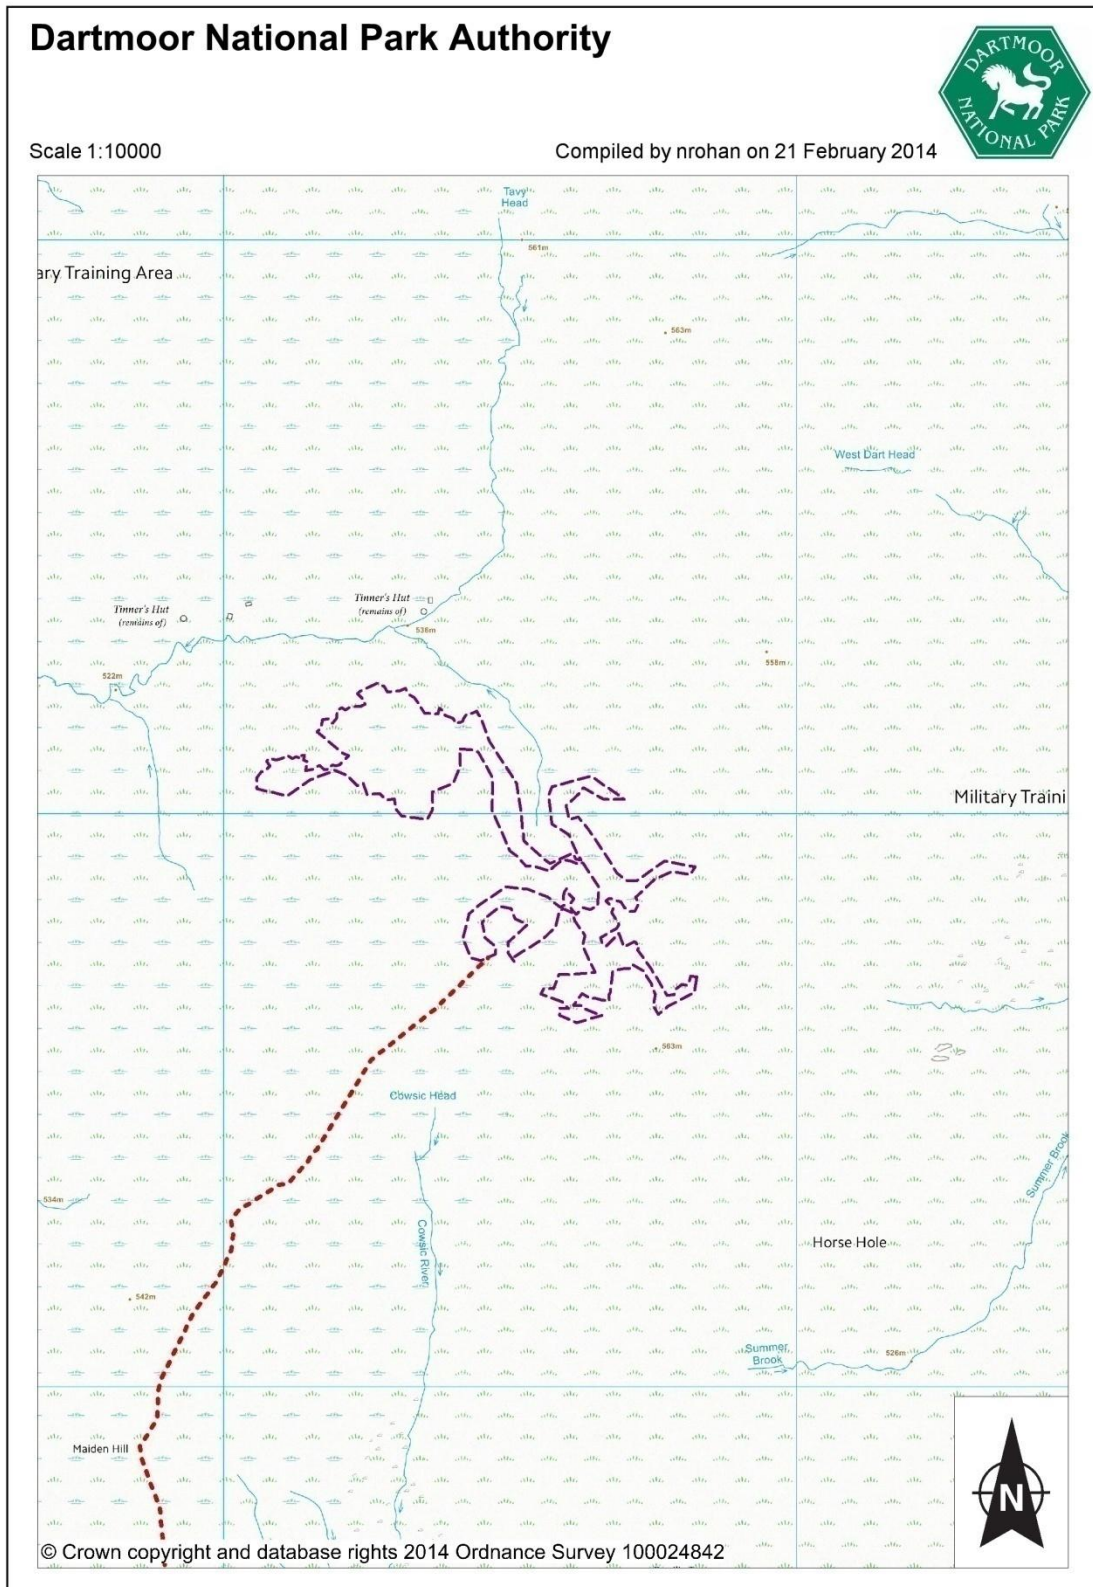 Dartmoor National Park Authority
DARTMOOR
NATIONAL PARK
Scale 1:10000
Compiled by nrohan on 21 February 2014
Tavy
Head
561m
ary Training Area
563m
West Dart Head
Tinner's Hut
(remains of)
Tinner's Hut
(remains of)
536m
558m
522m
Military Traini
563m
Cowsic Head
Summer Brook
534m
Cowsic River
Horse Hole
542m
Summer
Brook
526m
Maiden Hill
N
© Crown copyright and database rights 2014 Ordnance Survey 100024842